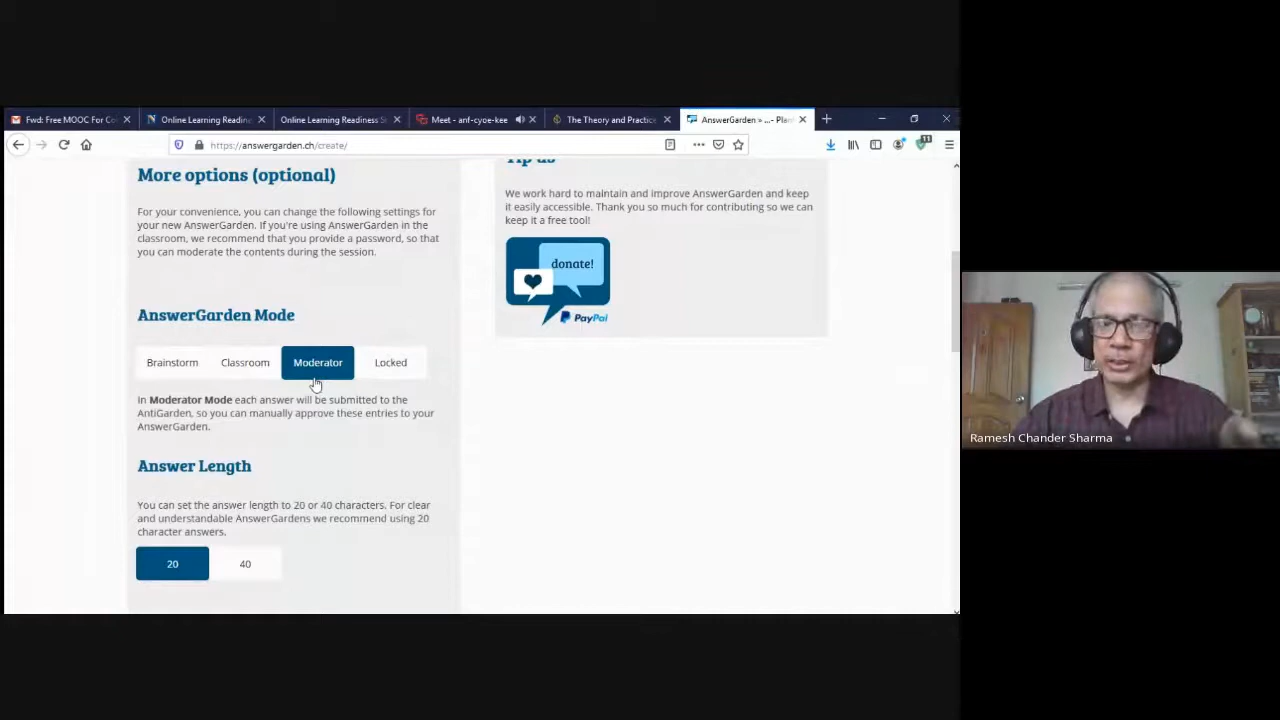 Fwd: Free MOOC For Co
Online Learning Readine
Online Learning Readiness S
Meet - anf-cyoe-kee
The Theory and Practice
AnswerGarden » ...- Plan
https://answergarden.ch/create/
11
More options (optional)
For your convenience, you can change the following settings for
your new AnswerGarden. If you're using AnswerGarden in the
classroom, we recommend that you provide a password, so that
you can moderate the contents during the session.
AnswerGarden Mode
Brainstorm Classroom Moderator Locked
In Moderator Mode each answer will be submitted to the
AntiGarden, so you can manually approve these entries to your
AnswerGarden.
Answer Length
You can set the answer length to 20 or 40 characters. For clear
and understandable AnswerGardens we recommend using 20
character answers.
20 40
Tip us
We work hard to maintain and improve AnswerGarden and keep
it easily accessible. Thank you so much for contributing so we can
keep it a free tool!
donate!
PayPal
Ramesh Chander Sharma